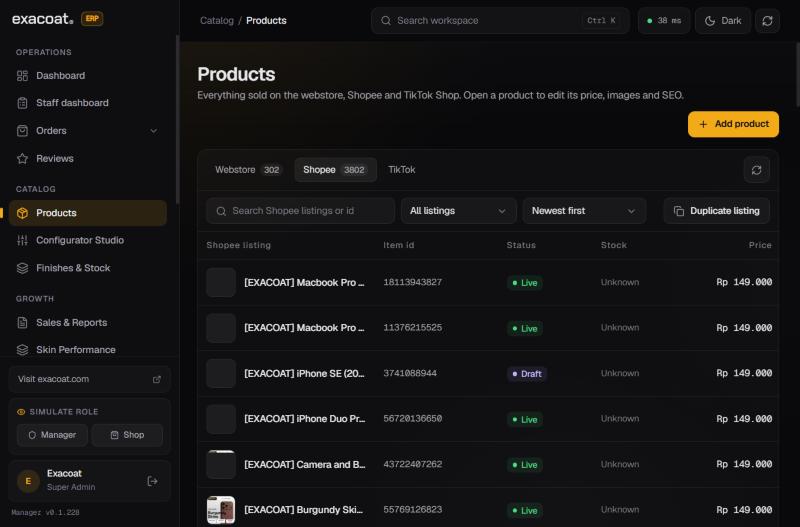 exacoat® ERP
Catalog / Products
Search workspace
Ctrl K
38 ms
Dark
OPERATIONS
Dashboard
Staff dashboard
Orders
Reviews
CATALOG
Products
Configurator Studio
Finishes & Stock
GROWTH
Sales & Reports
Skin Performance
Visit exacoat.com
SIMULATE ROLE
Manager
Shop
E
Exacoat
Super Admin
Manager v0.1.228
Products
Everything sold on the webstore, Shopee and TikTok Shop. Open a product to edit its price, images and SEO.
+ Add product
Webstore 302
Shopee 3802
TikTok
Search Shopee listings or id
All listings
Newest first
Duplicate listing
Shopee listing Item id Status Stock Price
[EXACOAT] Macbook Pro ... 18113943827 Live Unknown Rp 149.000
[EXACOAT] Macbook Pro ... 11376215525 Live Unknown Rp 149.000
[EXACOAT] iPhone SE (20... 3741088944 Draft Unknown Rp 149.000
[EXACOAT] iPhone Duo Pr... 56720136650 Live Unknown Rp 149.000
[EXACOAT] Camera and B... 43722407262 Live Unknown Rp 149.000
[EXACOAT] Burgundy Ski... 55769126823 Live Unknown Rp 149.000